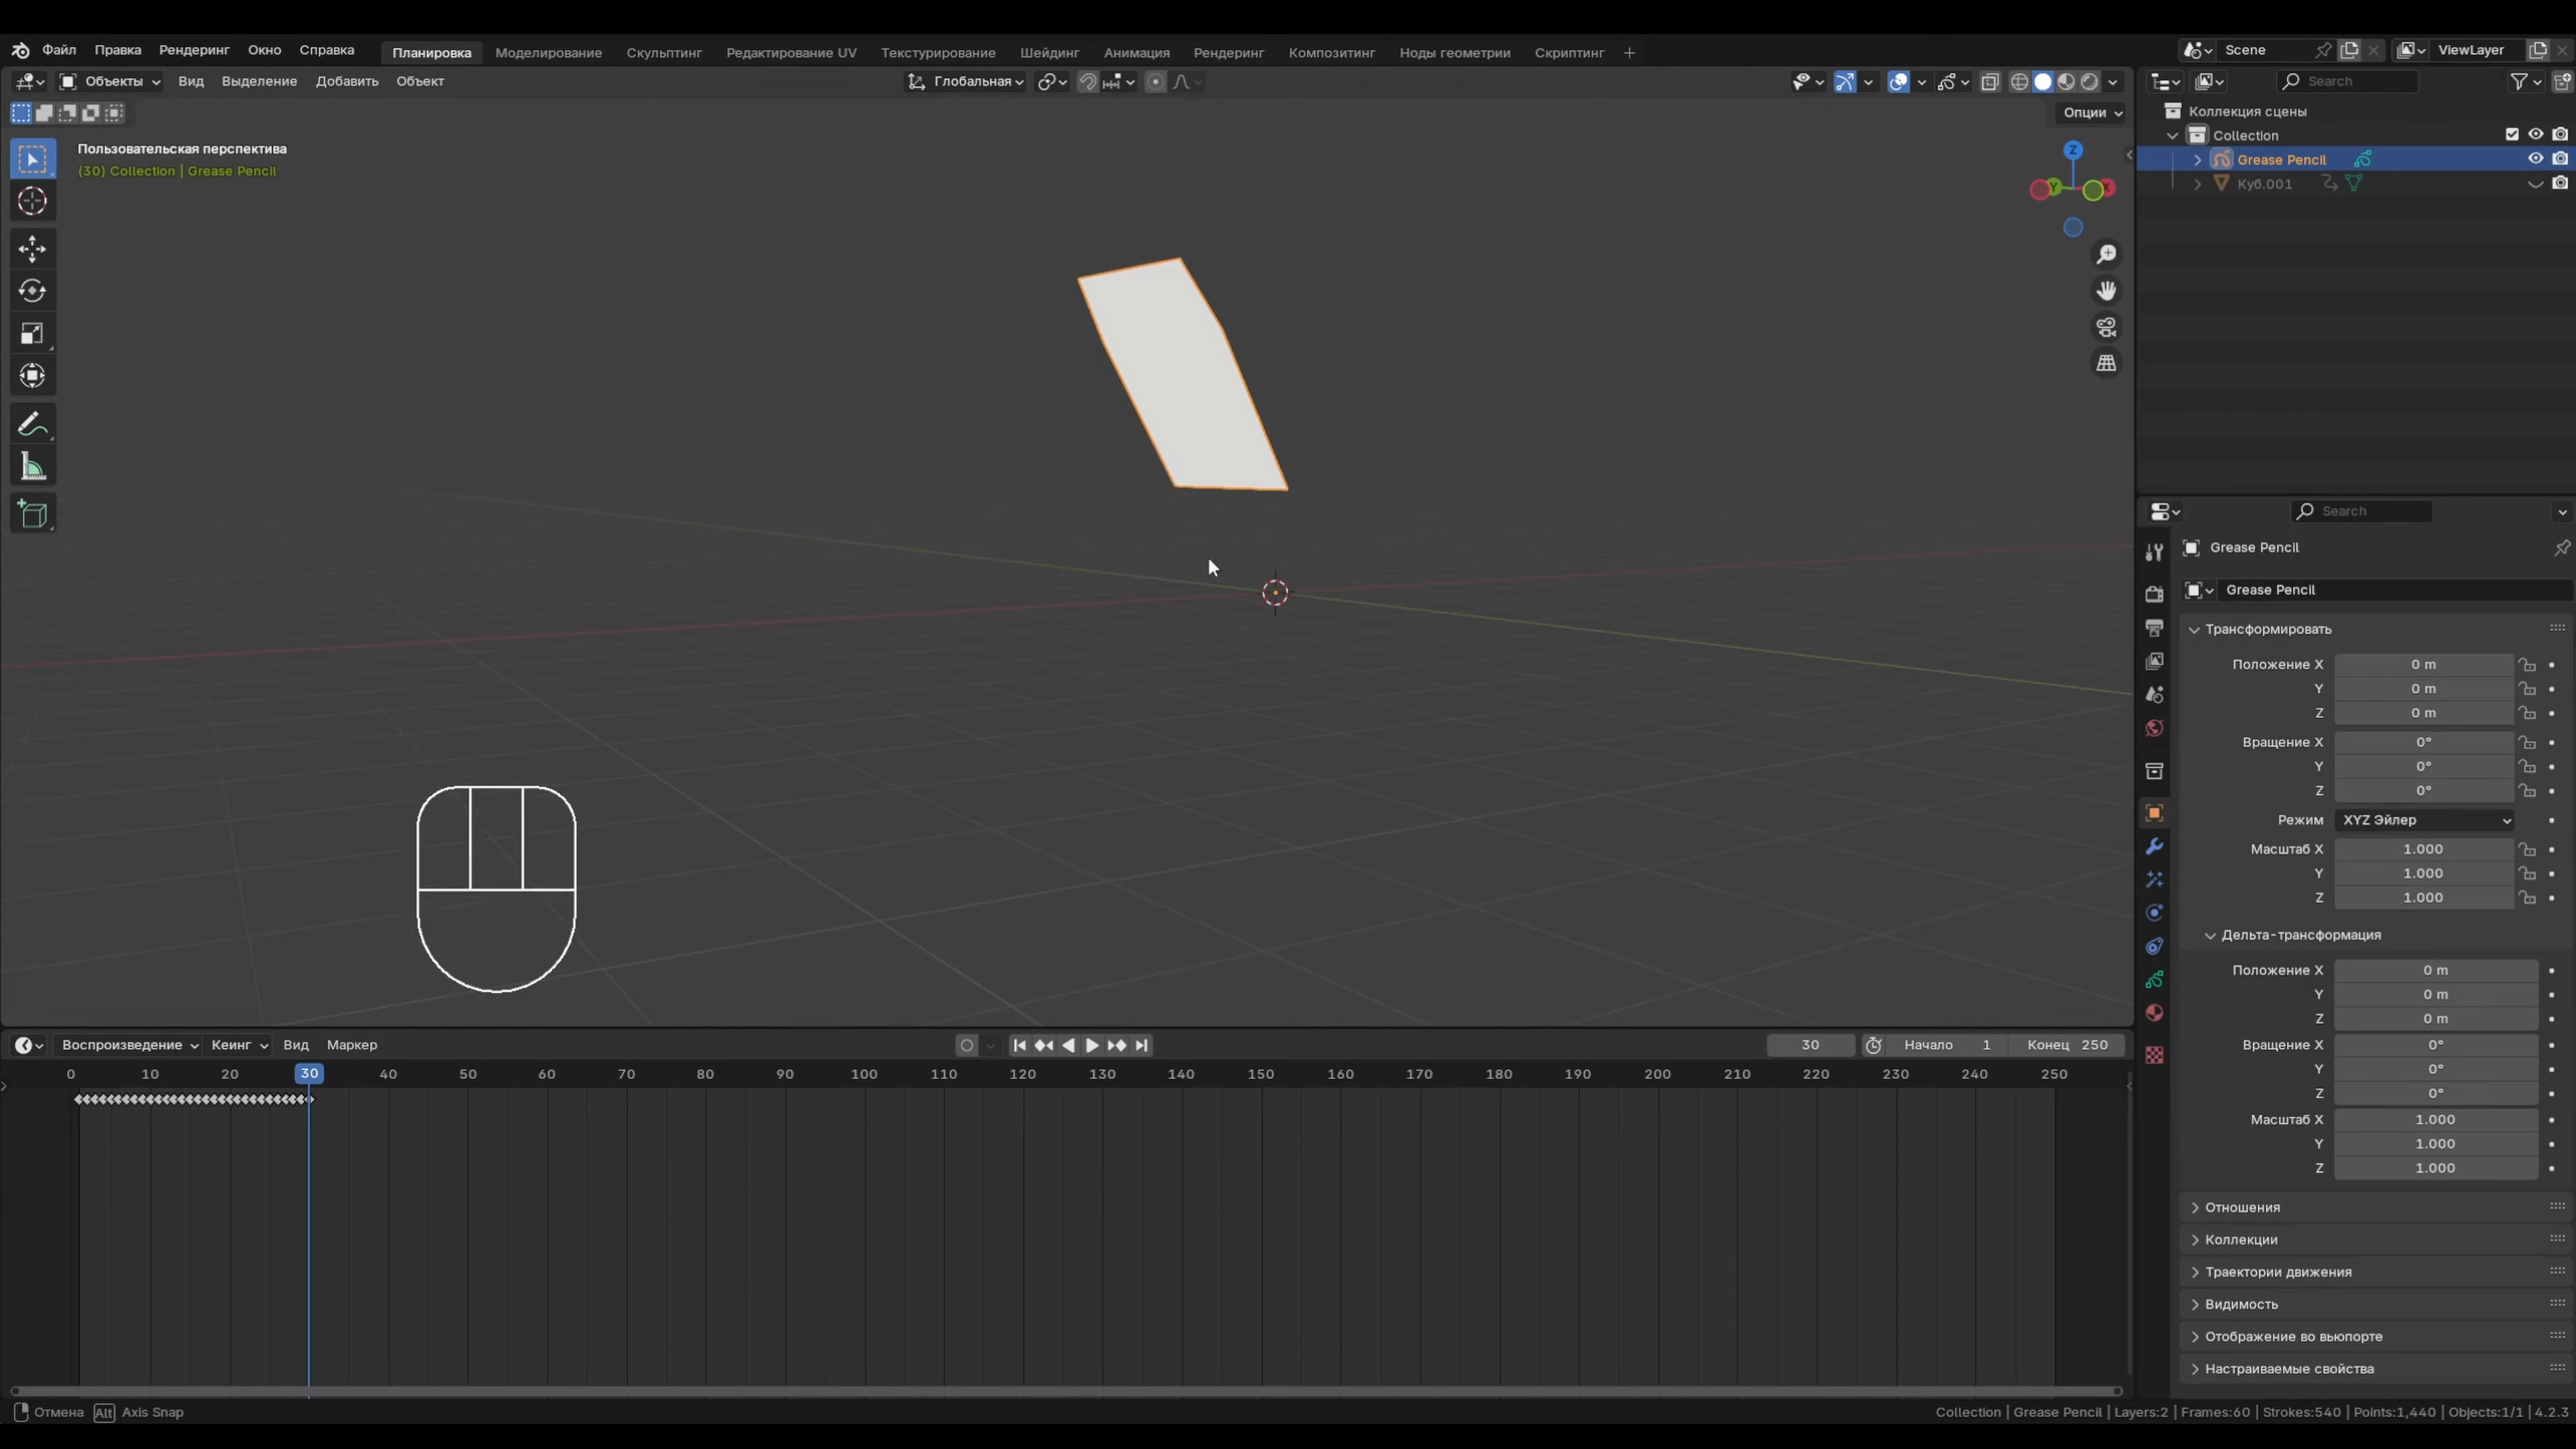 Файл Правка Рендеринг Окно Справка Планировка Моделирование Скульптинг Редактирование UV Текстурирование Шейдинг Анимация Рендеринг Композитинг Ноды геометрии Скриптинг + Scene ViewLayer
Объекты Вид Выделение Добавить Объект Глобальная Search
Опции
Пользовательская перспектива
(30) Collection | Grease Pencil
Z
Y X
Коллекция сцены
Collection
Grease Pencil
Куб.001
Search
Grease Pencil
Grease Pencil
Трансформировать
Положение X 0 m
Y 0 m
Z 0 m
Вращение X 0°
Y 0°
Z 0°
Режим XYZ Эйлер
Масштаб X 1.000
Y 1.000
Z 1.000
Дельта-трансформация
Положение X 0 m
Y 0 m
Z 0 m
Вращение X 0°
Y 0°
Z 0°
Масштаб X 1.000
Y 1.000
Z 1.000
Отношения
Коллекции
Траектории движения
Видимость
Отображение во вьюпорте
Настраиваемые свойства
Воспроизведение Кеинг Вид Маркер 30 Начало 1 Конец 250
0 10 20 30 40 50 60 70 80 90 100 110 120 130 140 150 160 170 180 190 200 210 220 230 240 250
Отмена Alt Axis Snap
Collection | Grease Pencil | Layers:2 | Frames:60 | Strokes:540 | Points:1,440 | Objects:1/1 | 4.2.3